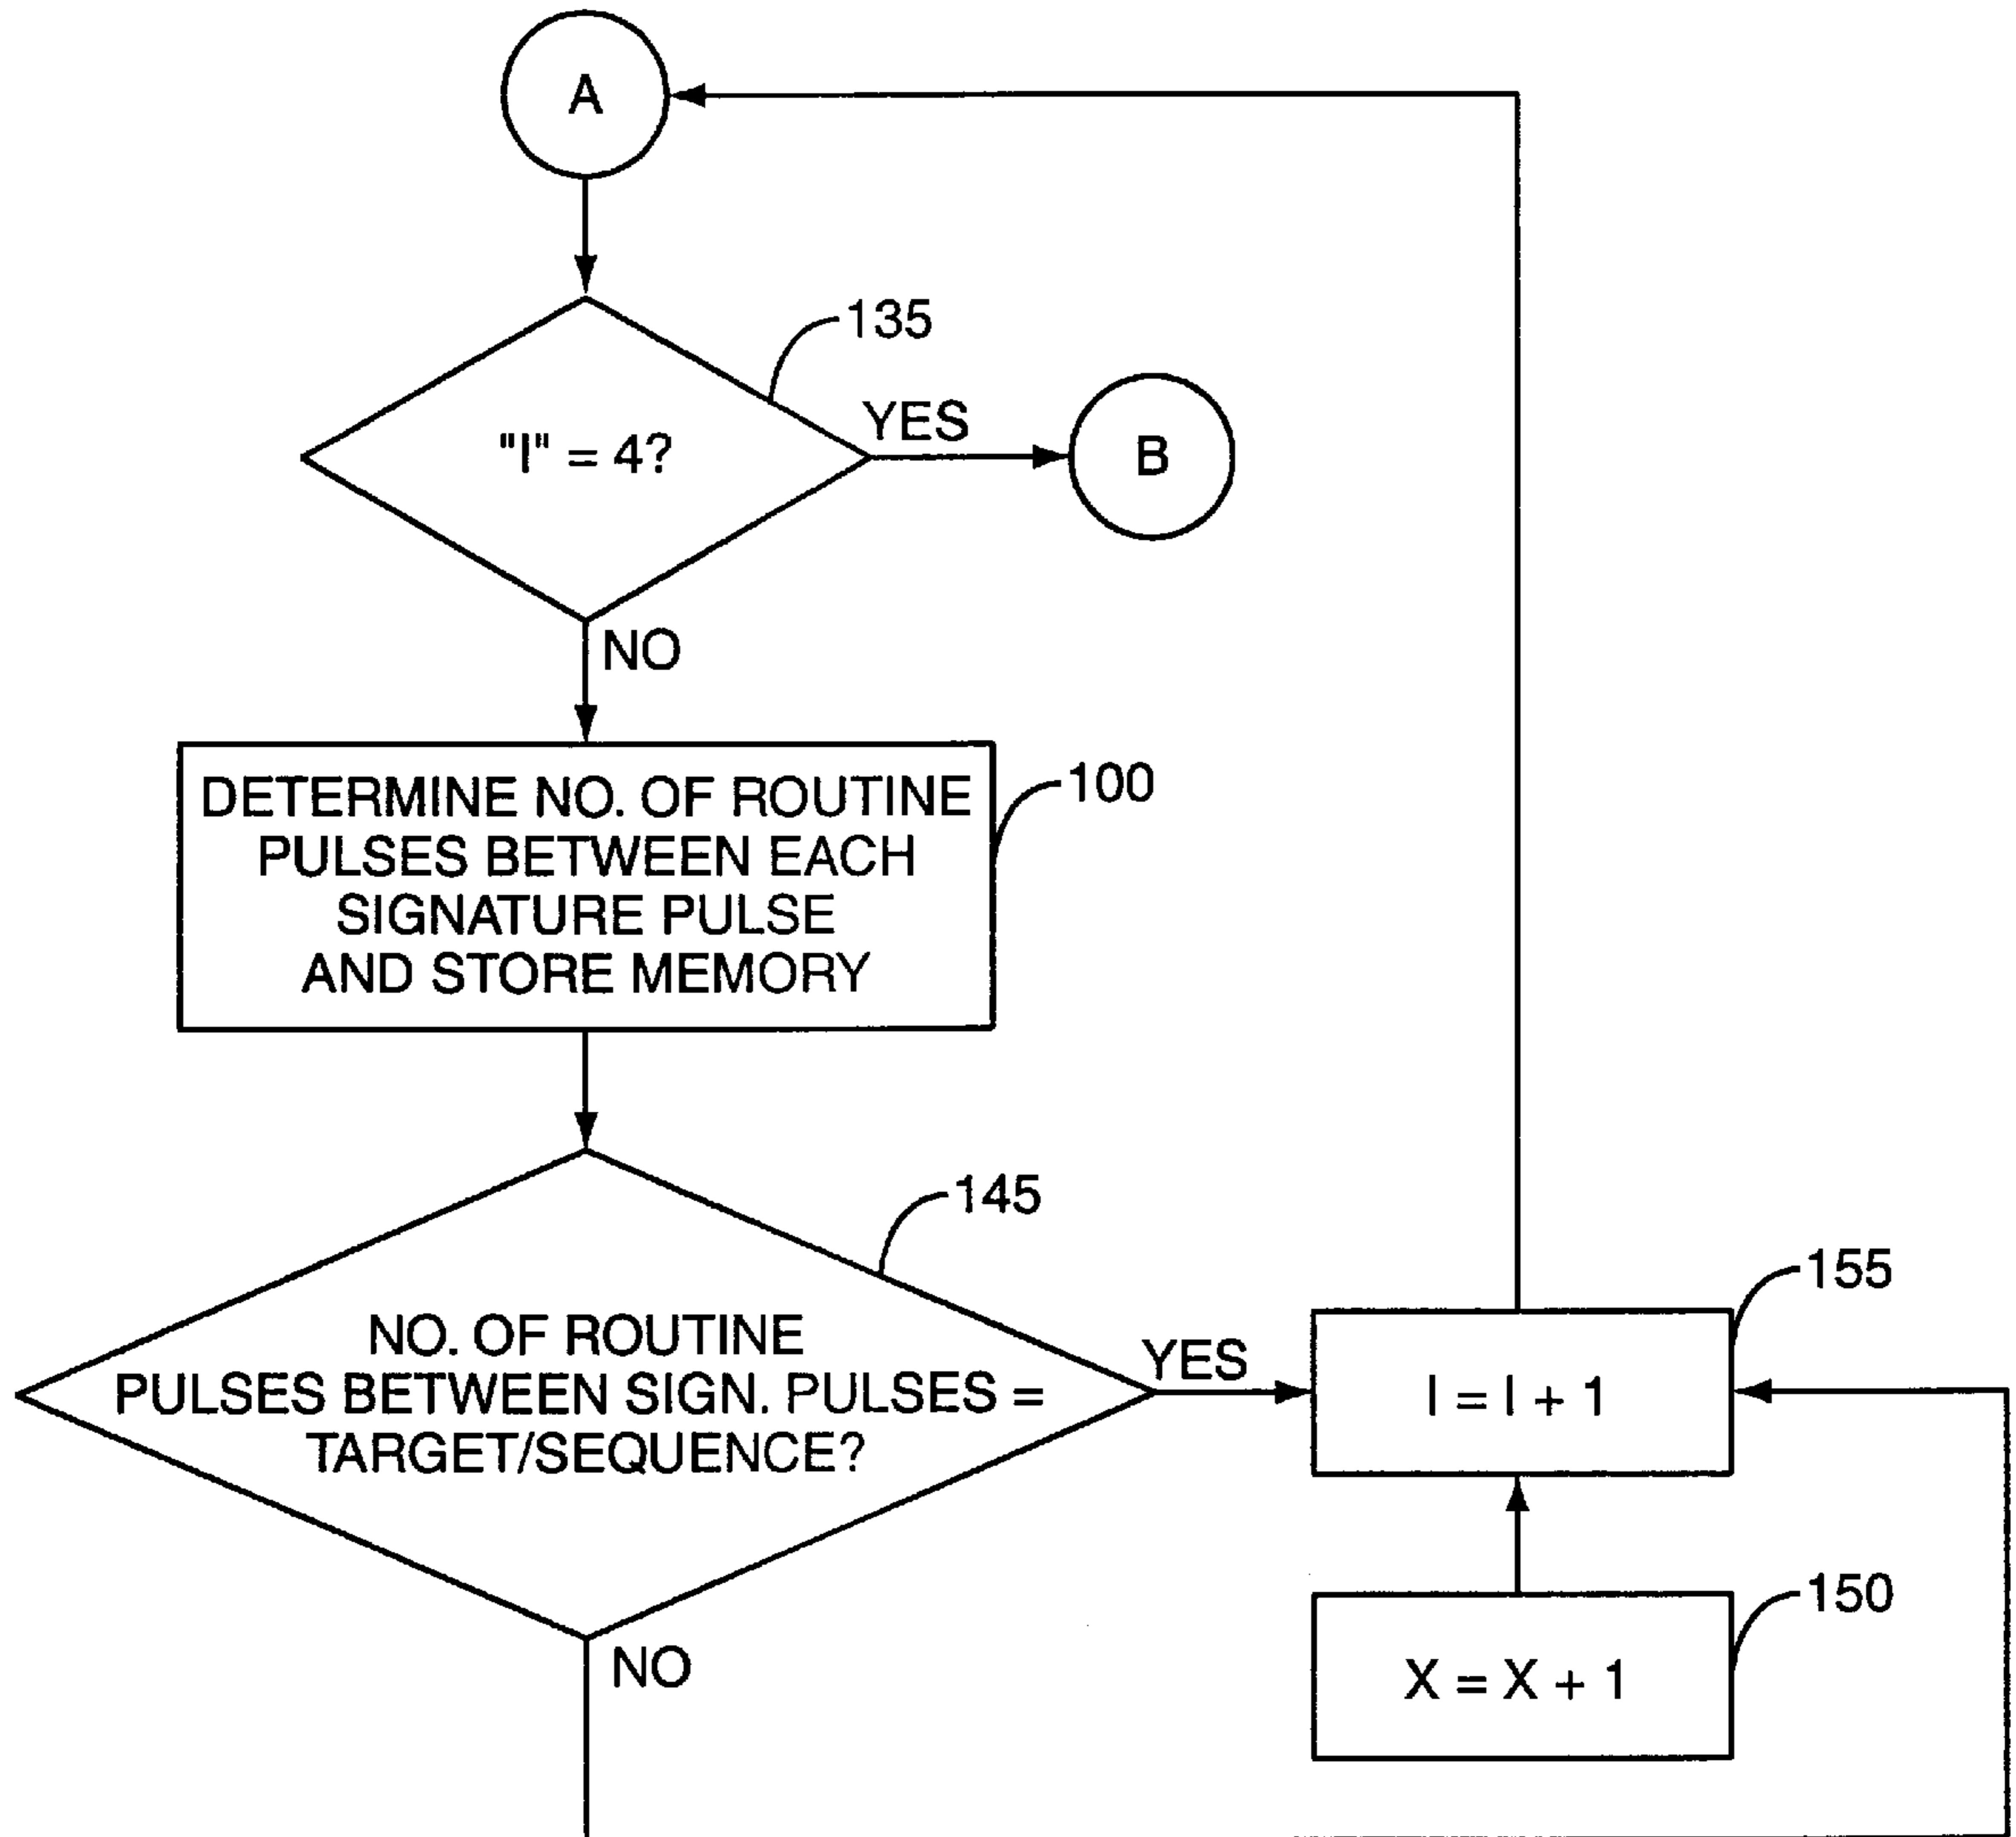 A
135
"I" = 4?
YES
B
NO
DETERMINE NO. OF ROUTINE
PULSES BETWEEN EACH
SIGNATURE PULSE
AND STORE MEMORY
100
145
NO. OF ROUTINE
PULSES BETWEEN SIGN. PULSES =
TARGET/SEQUENCE?
YES
155
I = I + 1
150
X = X + 1
NO